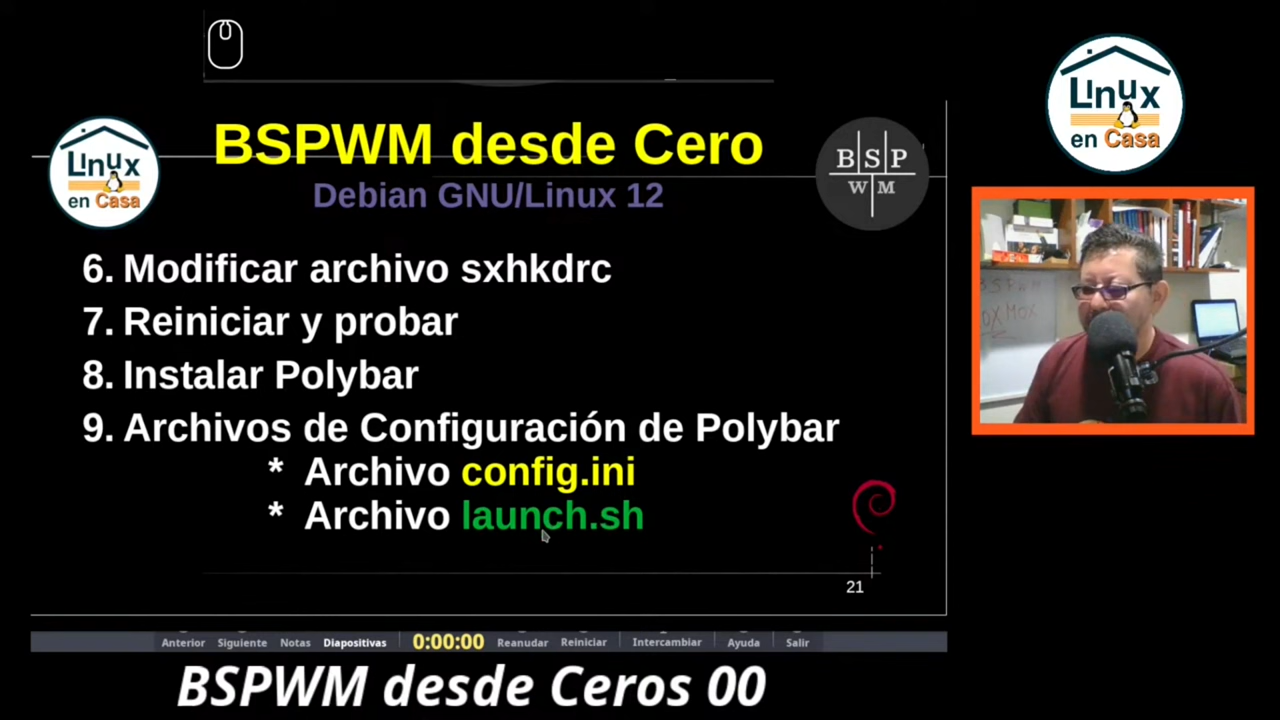 Linux
en Casa
BSPWM desde Cero
Debian GNU/Linux 12
Linux
en Casa
BSP
WM
6. Modificar archivo sxhkdrc
7. Reiniciar y probar
8. Instalar Polybar
9. Archivos de Configuración de Polybar
* Archivo config.ini
* Archivo launch.sh
21
Anterior Siguiente Notas Diapositivas 0:00:00 Reanudar Reiniciar Intercambiar Ayuda Salir
BSPWM desde Ceros 00